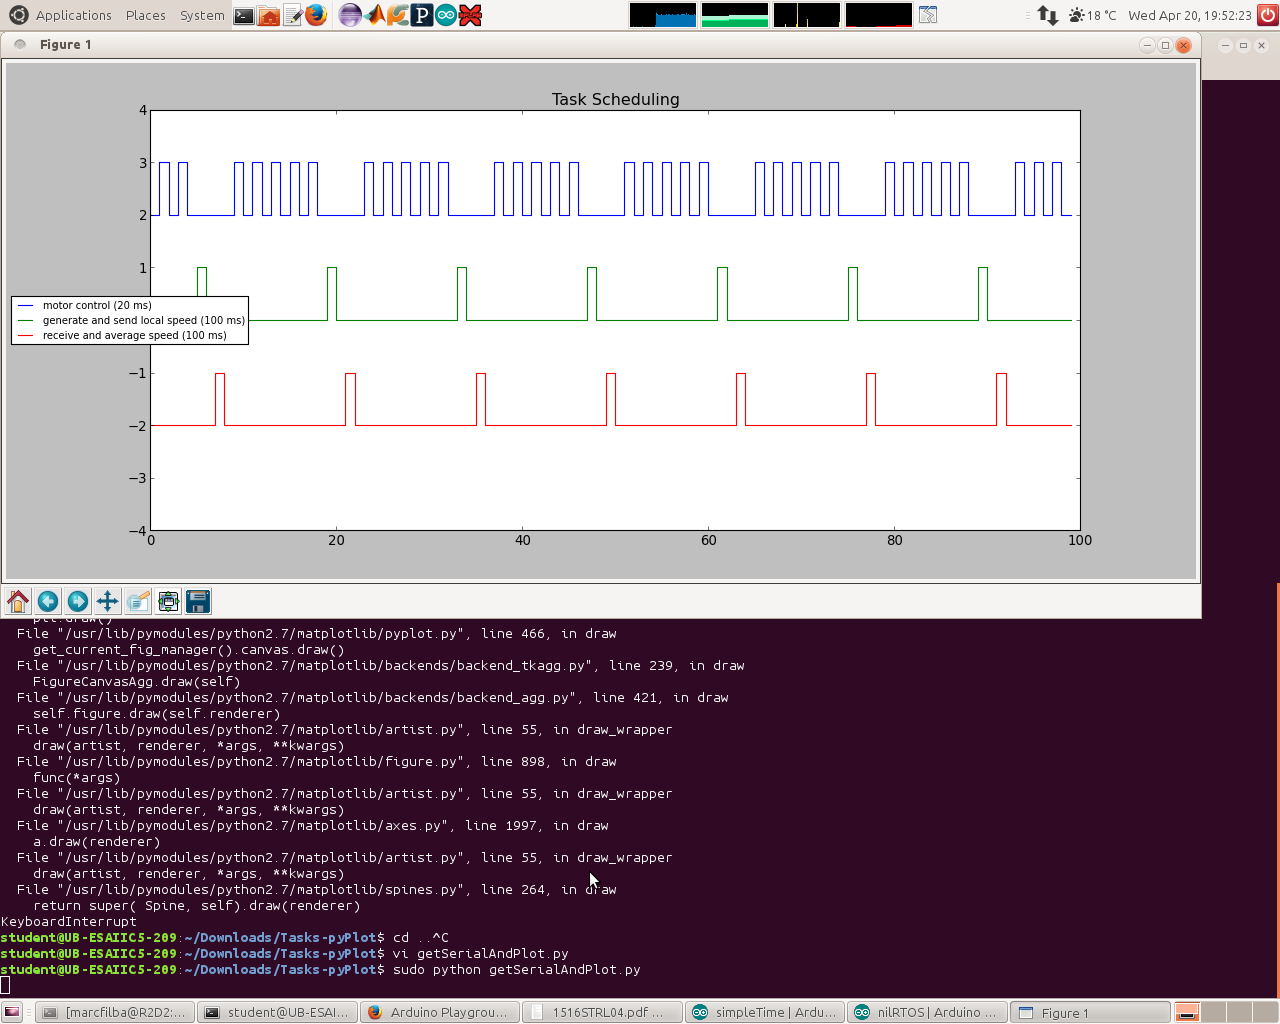 Applications Places System 18 °C Wed Apr 20, 19:52:23
Figure 1
Task Scheduling
4
3
2
1
motor control (20 ms)
generate and send local speed (100 ms)
receive and average speed (100 ms)
−1
−2
−3
−4
0 20 40 60 80 100
plt.draw()
File "/usr/lib/pymodules/python2.7/matplotlib/pyplot.py", line 466, in draw
get_current_fig_manager().canvas.draw()
File "/usr/lib/pymodules/python2.7/matplotlib/backends/backend_tkagg.py", line 239, in draw
FigureCanvasAgg.draw(self)
File "/usr/lib/pymodules/python2.7/matplotlib/backends/backend_agg.py", line 421, in draw
self.figure.draw(self.renderer)
File "/usr/lib/pymodules/python2.7/matplotlib/artist.py", line 55, in draw_wrapper
draw(artist, renderer, *args, **kwargs)
File "/usr/lib/pymodules/python2.7/matplotlib/figure.py", line 898, in draw
func(*args)
File "/usr/lib/pymodules/python2.7/matplotlib/artist.py", line 55, in draw_wrapper
draw(artist, renderer, *args, **kwargs)
File "/usr/lib/pymodules/python2.7/matplotlib/axes.py", line 1997, in draw
a.draw(renderer)
File "/usr/lib/pymodules/python2.7/matplotlib/artist.py", line 55, in draw_wrapper
draw(artist, renderer, *args, **kwargs)
File "/usr/lib/pymodules/python2.7/matplotlib/spines.py", line 264, in draw
return super( Spine, self).draw(renderer)
KeyboardInterrupt
student@UB-ESAIIC5-209:~/Downloads/Tasks-pyPlot$ cd ..^C
student@UB-ESAIIC5-209:~/Downloads/Tasks-pyPlot$ vi getSerialAndPlot.py
student@UB-ESAIIC5-209:~/Downloads/Tasks-pyPlot$ sudo python getSerialAndPlot.py
[marcfilba@R2D2:... student@UB-ESAI... Arduino Playgrou... 1516STRL04.pdf ... simpleTime | Ardu... nilRTOS | Arduino ... Figure 1